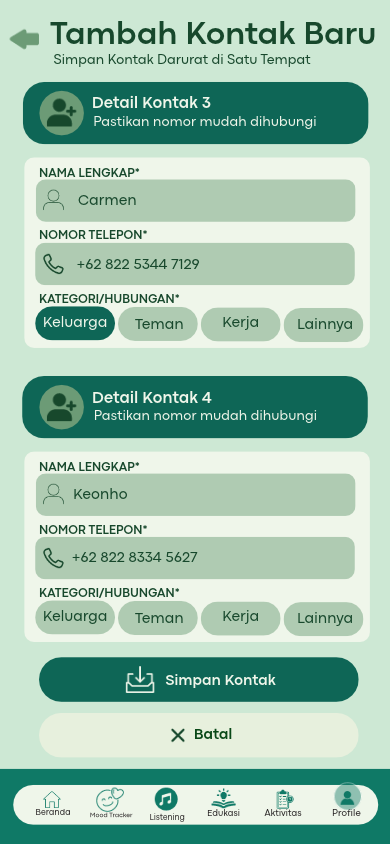 Tambah Kontak Baru
Simpan Kontak Darurat di Satu Tempat
Detail Kontak 3
Pastikan nomor mudah dihubungi
NAMA LENGKAP*
Carmen
NOMOR TELEPON*
+62 822 5344 7129
KATEGORI/HUBUNGAN*
Keluarga Teman Kerja Lainnya
Detail Kontak 4
Pastikan nomor mudah dihubungi
NAMA LENGKAP*
Keonho
NOMOR TELEPON*
+62 822 8334 5627
KATEGORI/HUBUNGAN*
Keluarga Teman Kerja Lainnya
Simpan Kontak
Batal
Beranda Mood Tracker Listening Edukasi Aktivitas Profile